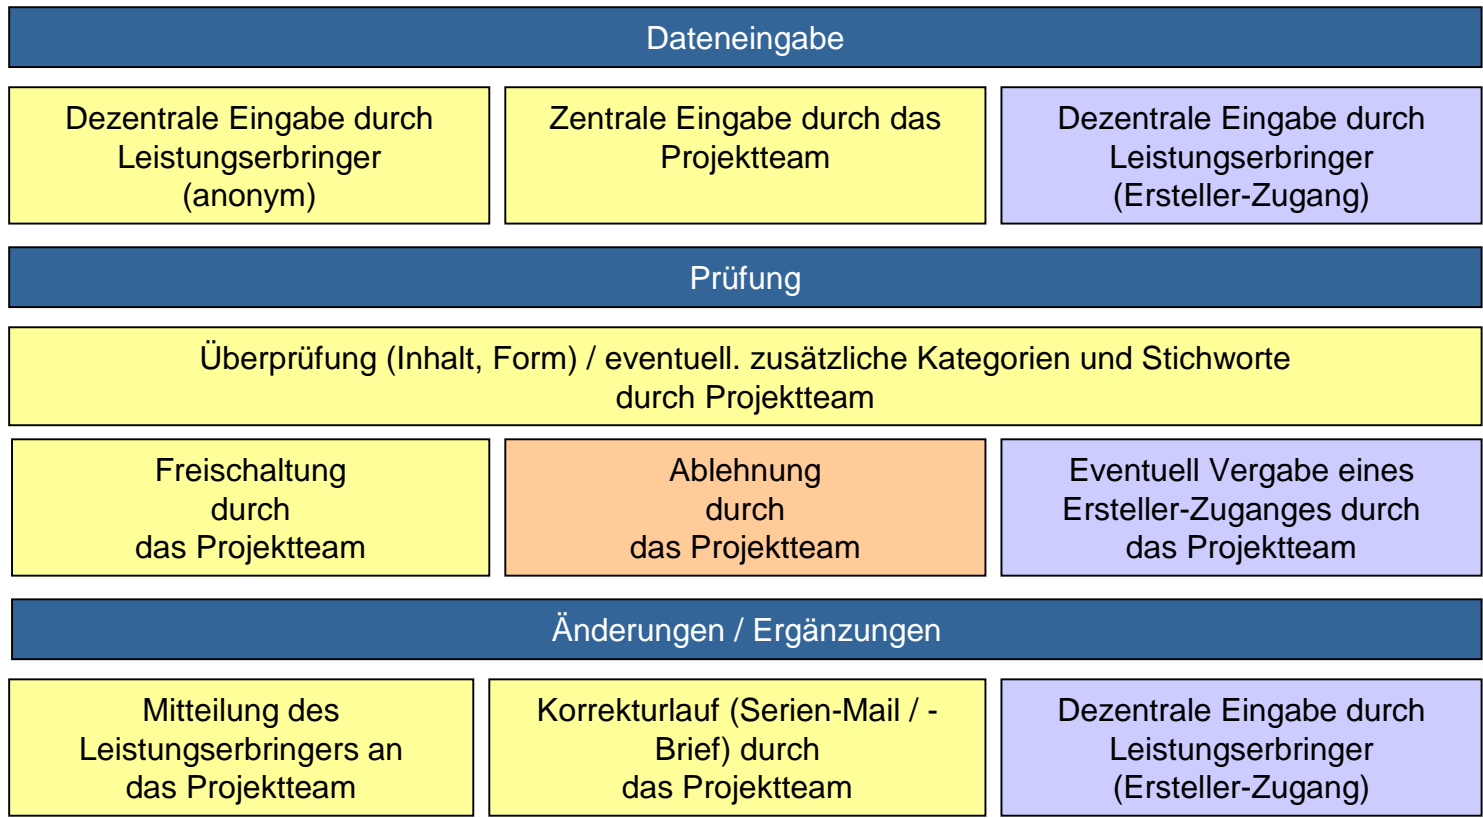 Dateneingabe
Dezentrale Eingabe durch
Leistungserbringer
(anonym)
Zentrale Eingabe durch das
Projektteam
Dezentrale Eingabe durch
Leistungserbringer
(Ersteller-Zugang)
Prüfung
Überprüfung (Inhalt, Form) / eventuell. zusätzliche Kategorien und Stichworte
durch Projektteam
Freischaltung
durch
das Projektteam
Ablehnung
durch
das Projektteam
Eventuell Vergabe eines
Ersteller-Zuganges durch
das Projektteam
Änderungen / Ergänzungen
Mitteilung des
Leistungserbringers an
das Projektteam
Korrekturlauf (Serien-Mail / -
Brief) durch
das Projektteam
Dezentrale Eingabe durch
Leistungserbringer
(Ersteller-Zugang)